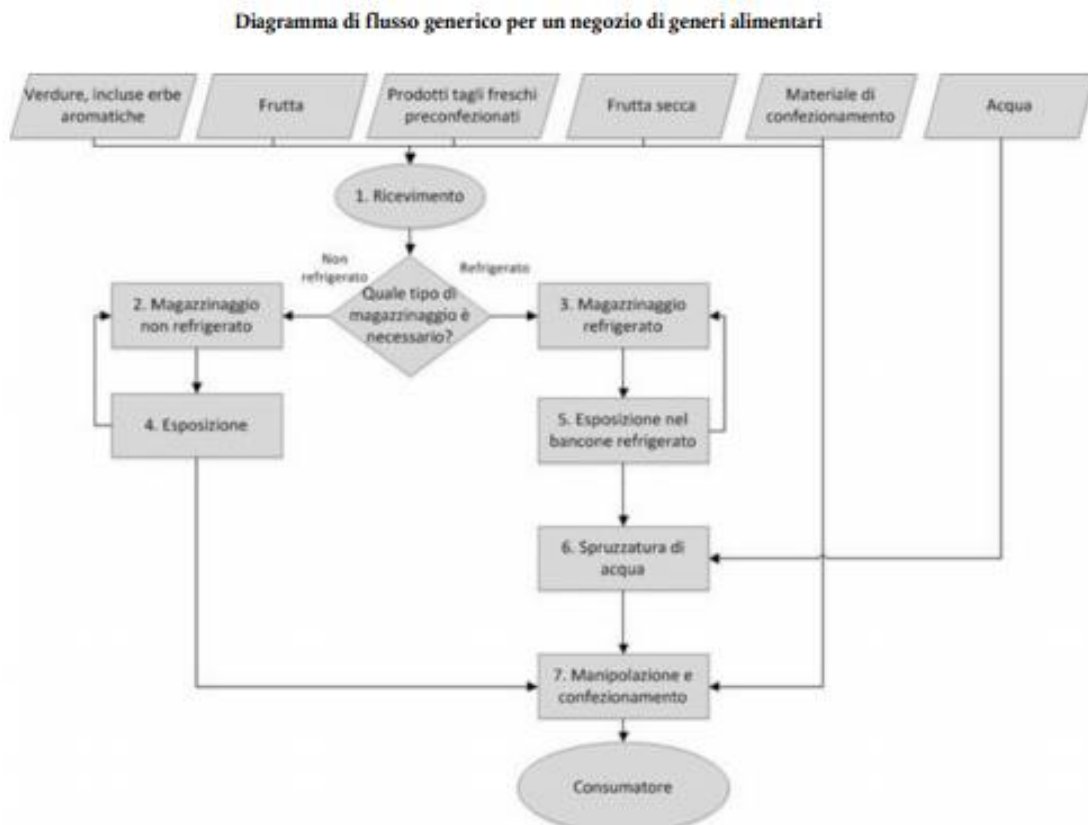 Diagramma di flusso generico per un negozio di generi alimentari
Verdure, incluse erbe
aromatiche
Frutta
Prodotti tagli freschi
preconfezionati
Frutta secca
Materiale di
confezionamento
Acqua
1. Ricevimento
Non
refrigerato
Refrigerato
Quale tipo di
magazzinaggio è
necessario?
2. Magazzinaggio
non refrigerato
3. Magazzinaggio
refrigerato
4. Esposizione
5. Esposizione nel
bancone refrigerato
6. Spruzzatura di
acqua
7. Manipolazione e
confezionamento
Consumatore